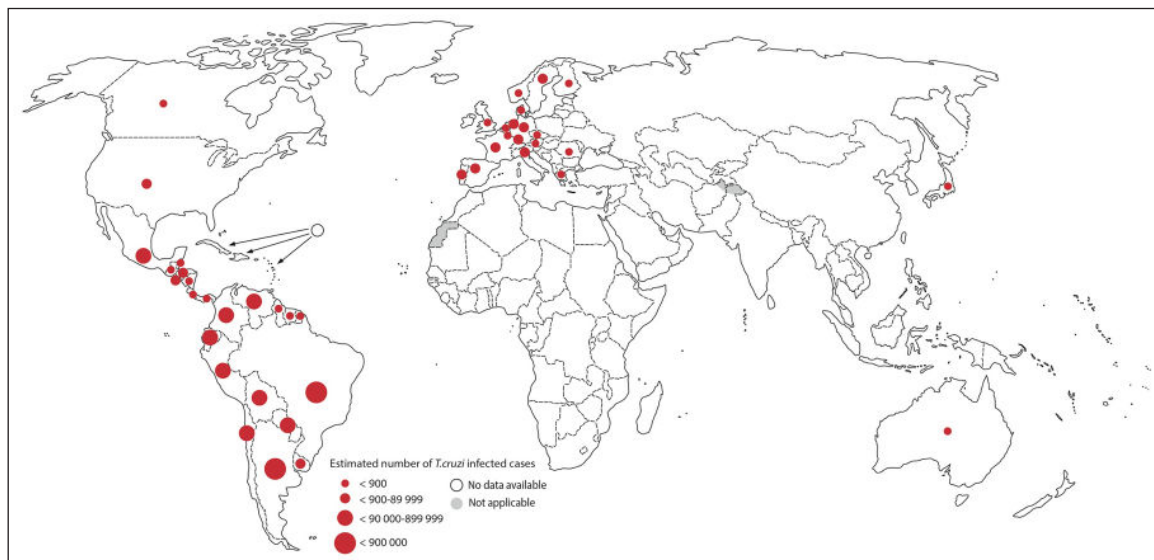 Estimated number of T.cruzi infected cases
< 900
< 900-89 999
< 90 000-899 999
< 900 000
No data available
Not applicable